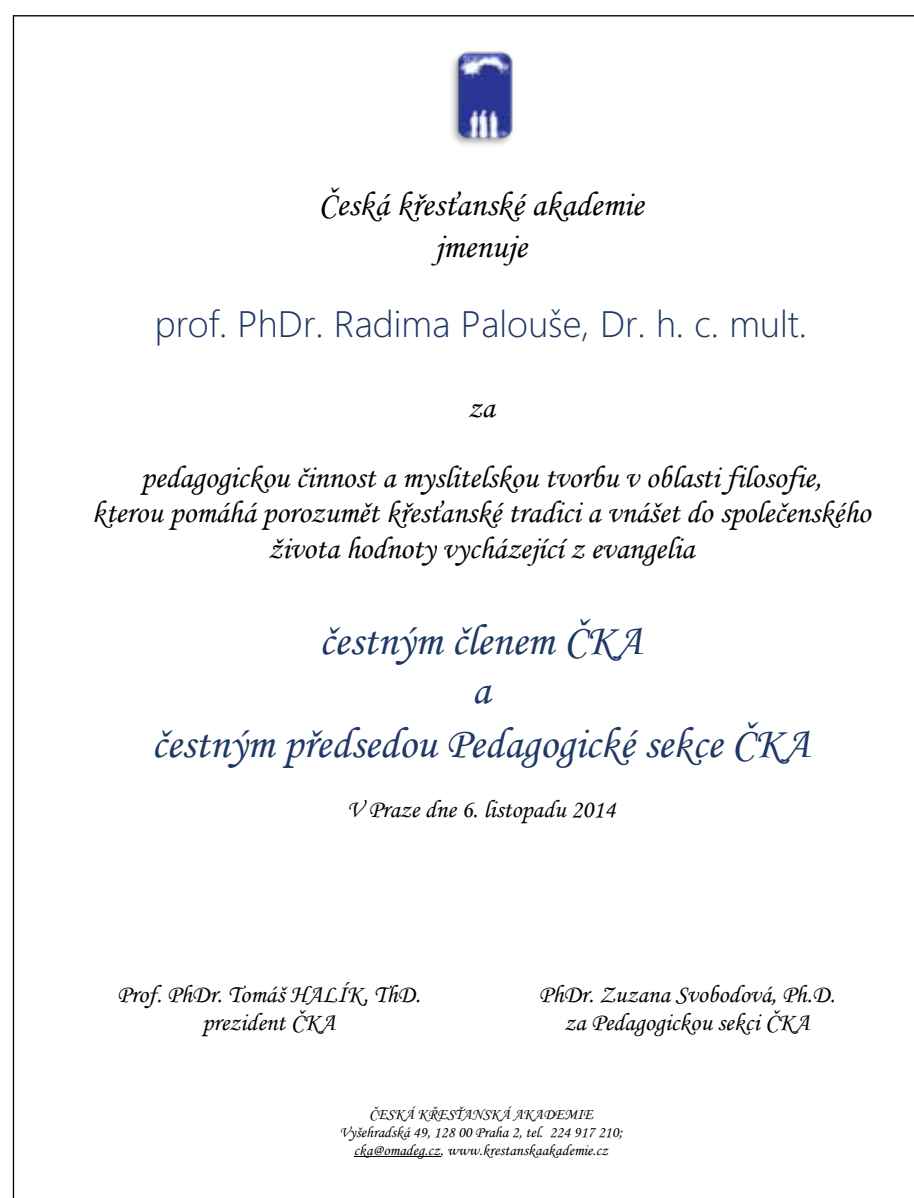 Česká křesťanské akademie
jmenuje
prof. PhDr. Radima Palouše, Dr. h. c. mult.
za
pedagogickou činnost a myslitelskou tvorbu v oblasti filosofie,
kterou pomáhá porozumět křesťanské tradici a vnášet do společenského
života hodnoty vycházející z evangelia
čestným členem ČKA
a
čestným předsedou Pedagogické sekce ČKA
V Praze dne 6. listopadu 2014
Prof. PhDr. Tomáš HALÍK, ThD.
prezident ČKA
PhDr. Zuzana Svobodová, Ph.D.
za Pedagogickou sekci ČKA
ČESKÁ KŘESŤANSKÁ AKADEMIE
Vyšehradská 49, 128 00 Praha 2, tel. 224 917 210;
cka@omadeg.cz, www.krestanskaakademie.cz